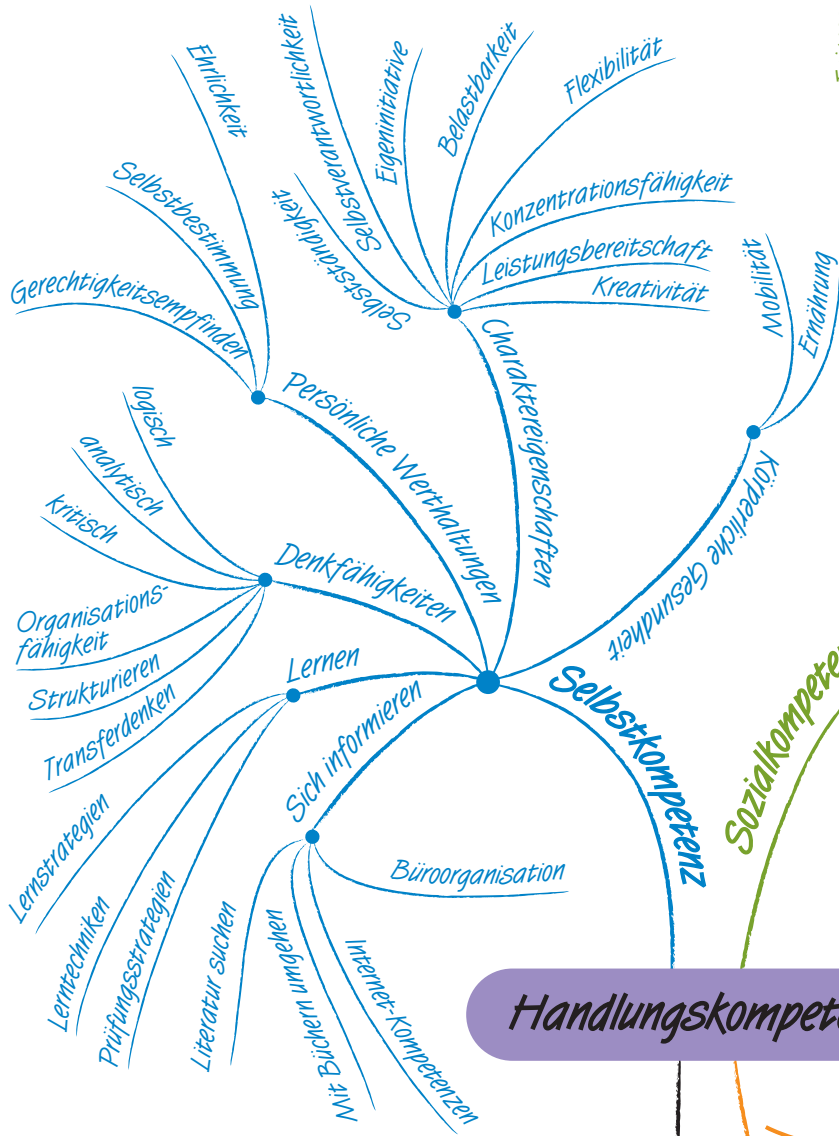 Ehrlichkeit
Selbstbestimmung
Gerechtigkeitsempfinden
Persönliche Werthaltungen
Selbstständigkeit
Selbstverantwortlichkeit
Eigeninitiative
Belastbarkeit
Flexibilität
Konzentrationsfähigkeit
Leistungsbereitschaft
Kreativität
Charaktereigenschaften
Mobilität
Ernährung
Körperliche Gesundheit
logisch
analytisch
kritisch
Organisations-
fähigkeit
Strukturieren
Transferdenken
Denkfähigkeiten
Lernen
Lernstrategien
Lerntechniken
Prüfungsstrategien
Sich informieren
Literatur suchen
Mit Büchern umgehen
Internet-Kompetenzen
Büroorganisation
Selbstkompetenz
Sozialkompeten
Handlungskompete